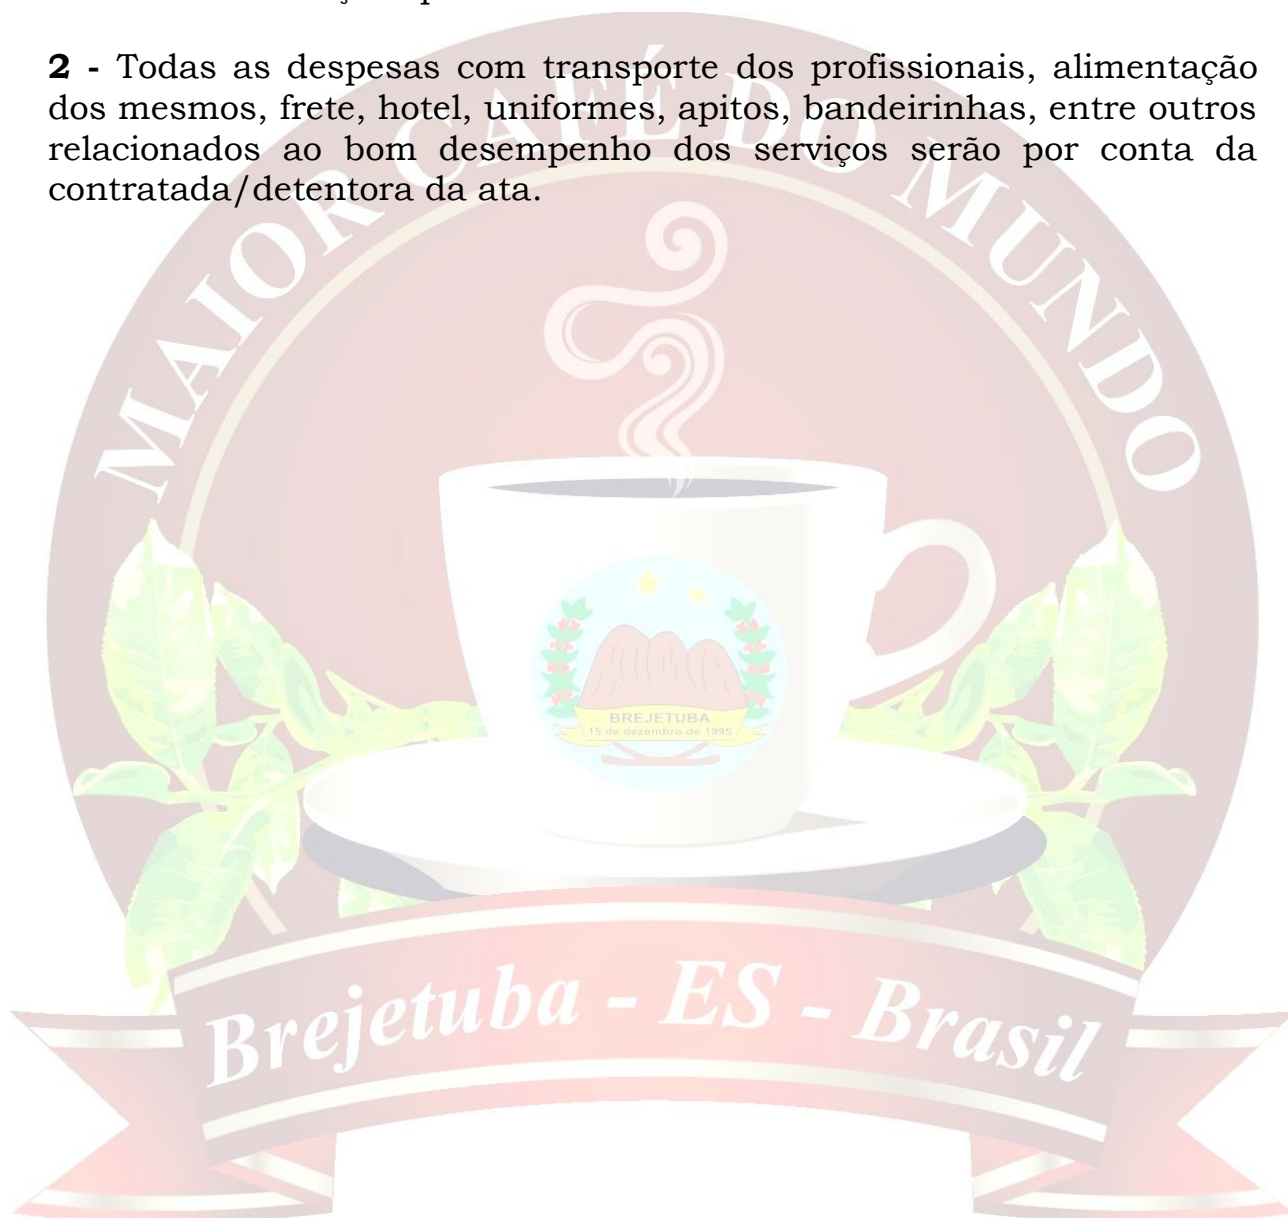 2 - Todas as despesas com transporte dos profissionais, alimentação
dos mesmos, frete, hotel, uniformes, apitos, bandeirinhas, entre outros
relacionados ao bom desempenho dos serviços serão por conta da
contratada/detentora da ata.
MAIOR CAFÉ DO MUNDO
BREJETUBA
15 de dezembro de 1995
Brejetuba - ES - Brasil